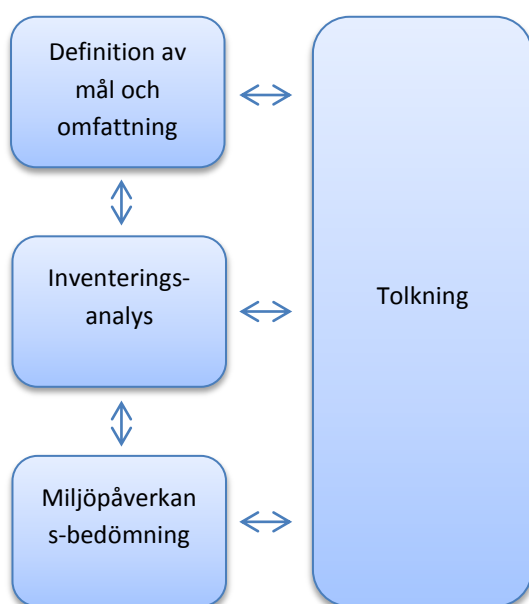 Definition av
mål och
omfattning
Inventerings-
analys
Tolkning
Miljöpåverkan
s-bedömning